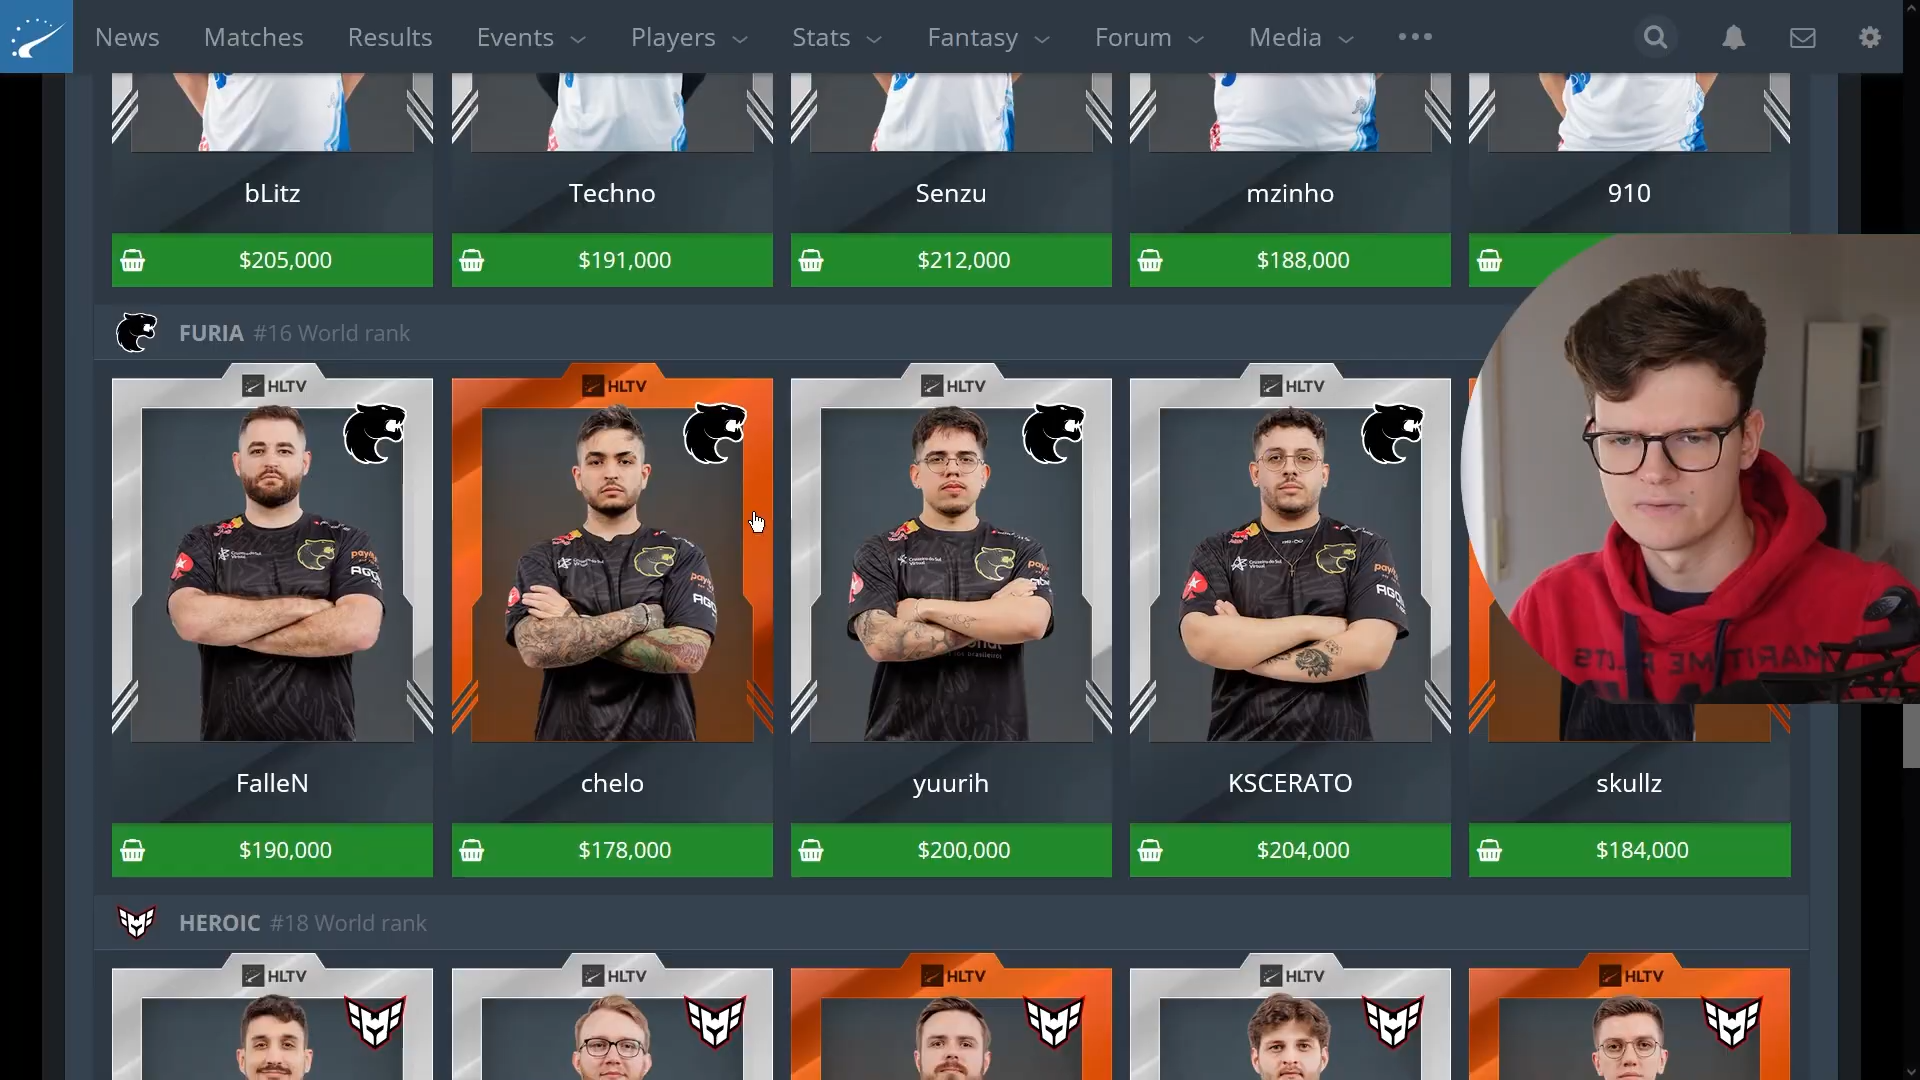 News Matches Results Events Players Stats Fantasy Forum Media
bLitz Techno Senzu mzinho 910
$205,000 $191,000 $212,000 $188,000
FURIA #16 World rank
HLTV HLTV HLTV HLTV
FalleN chelo yuurih KSCERATO skullz
$190,000 $178,000 $200,000 $204,000 $184,000
HEROIC #18 World rank
HLTV HLTV HLTV HLTV HLTV